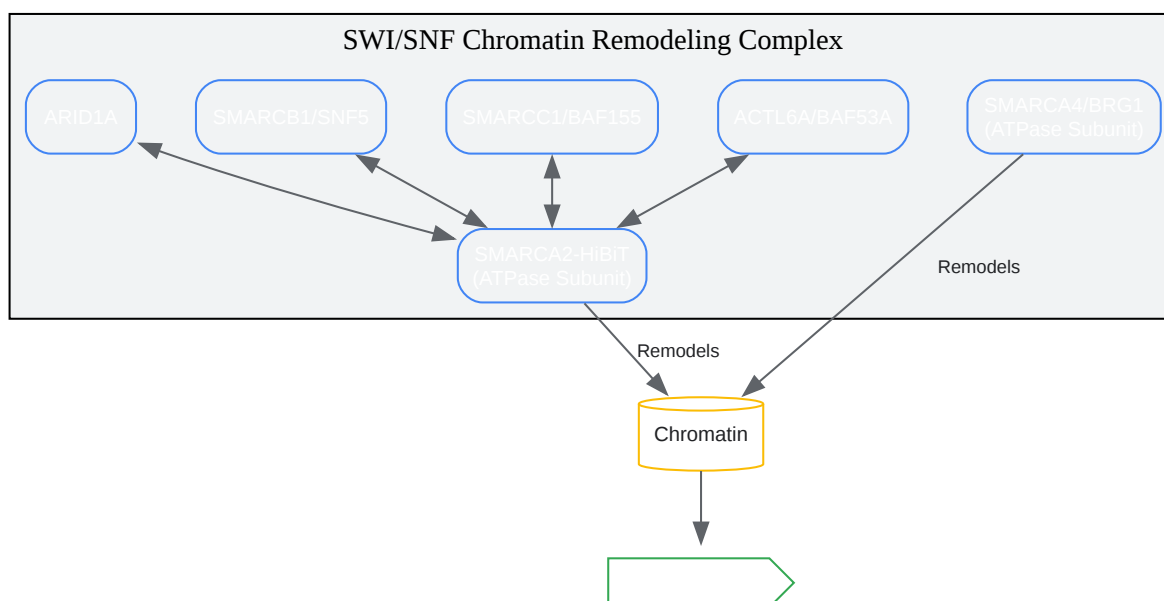 SWI/SNF Chromatin Remodeling Complex
ARID1A
SMARCB1/SNF5
SMARCC1/BAF155
ACTL6A/BAF53A
SMARCA4/BRG1
(ATPase Subunit)
SMARCA2-HiBiT
(ATPase Subunit)
Remodels
Remodels
Chromatin